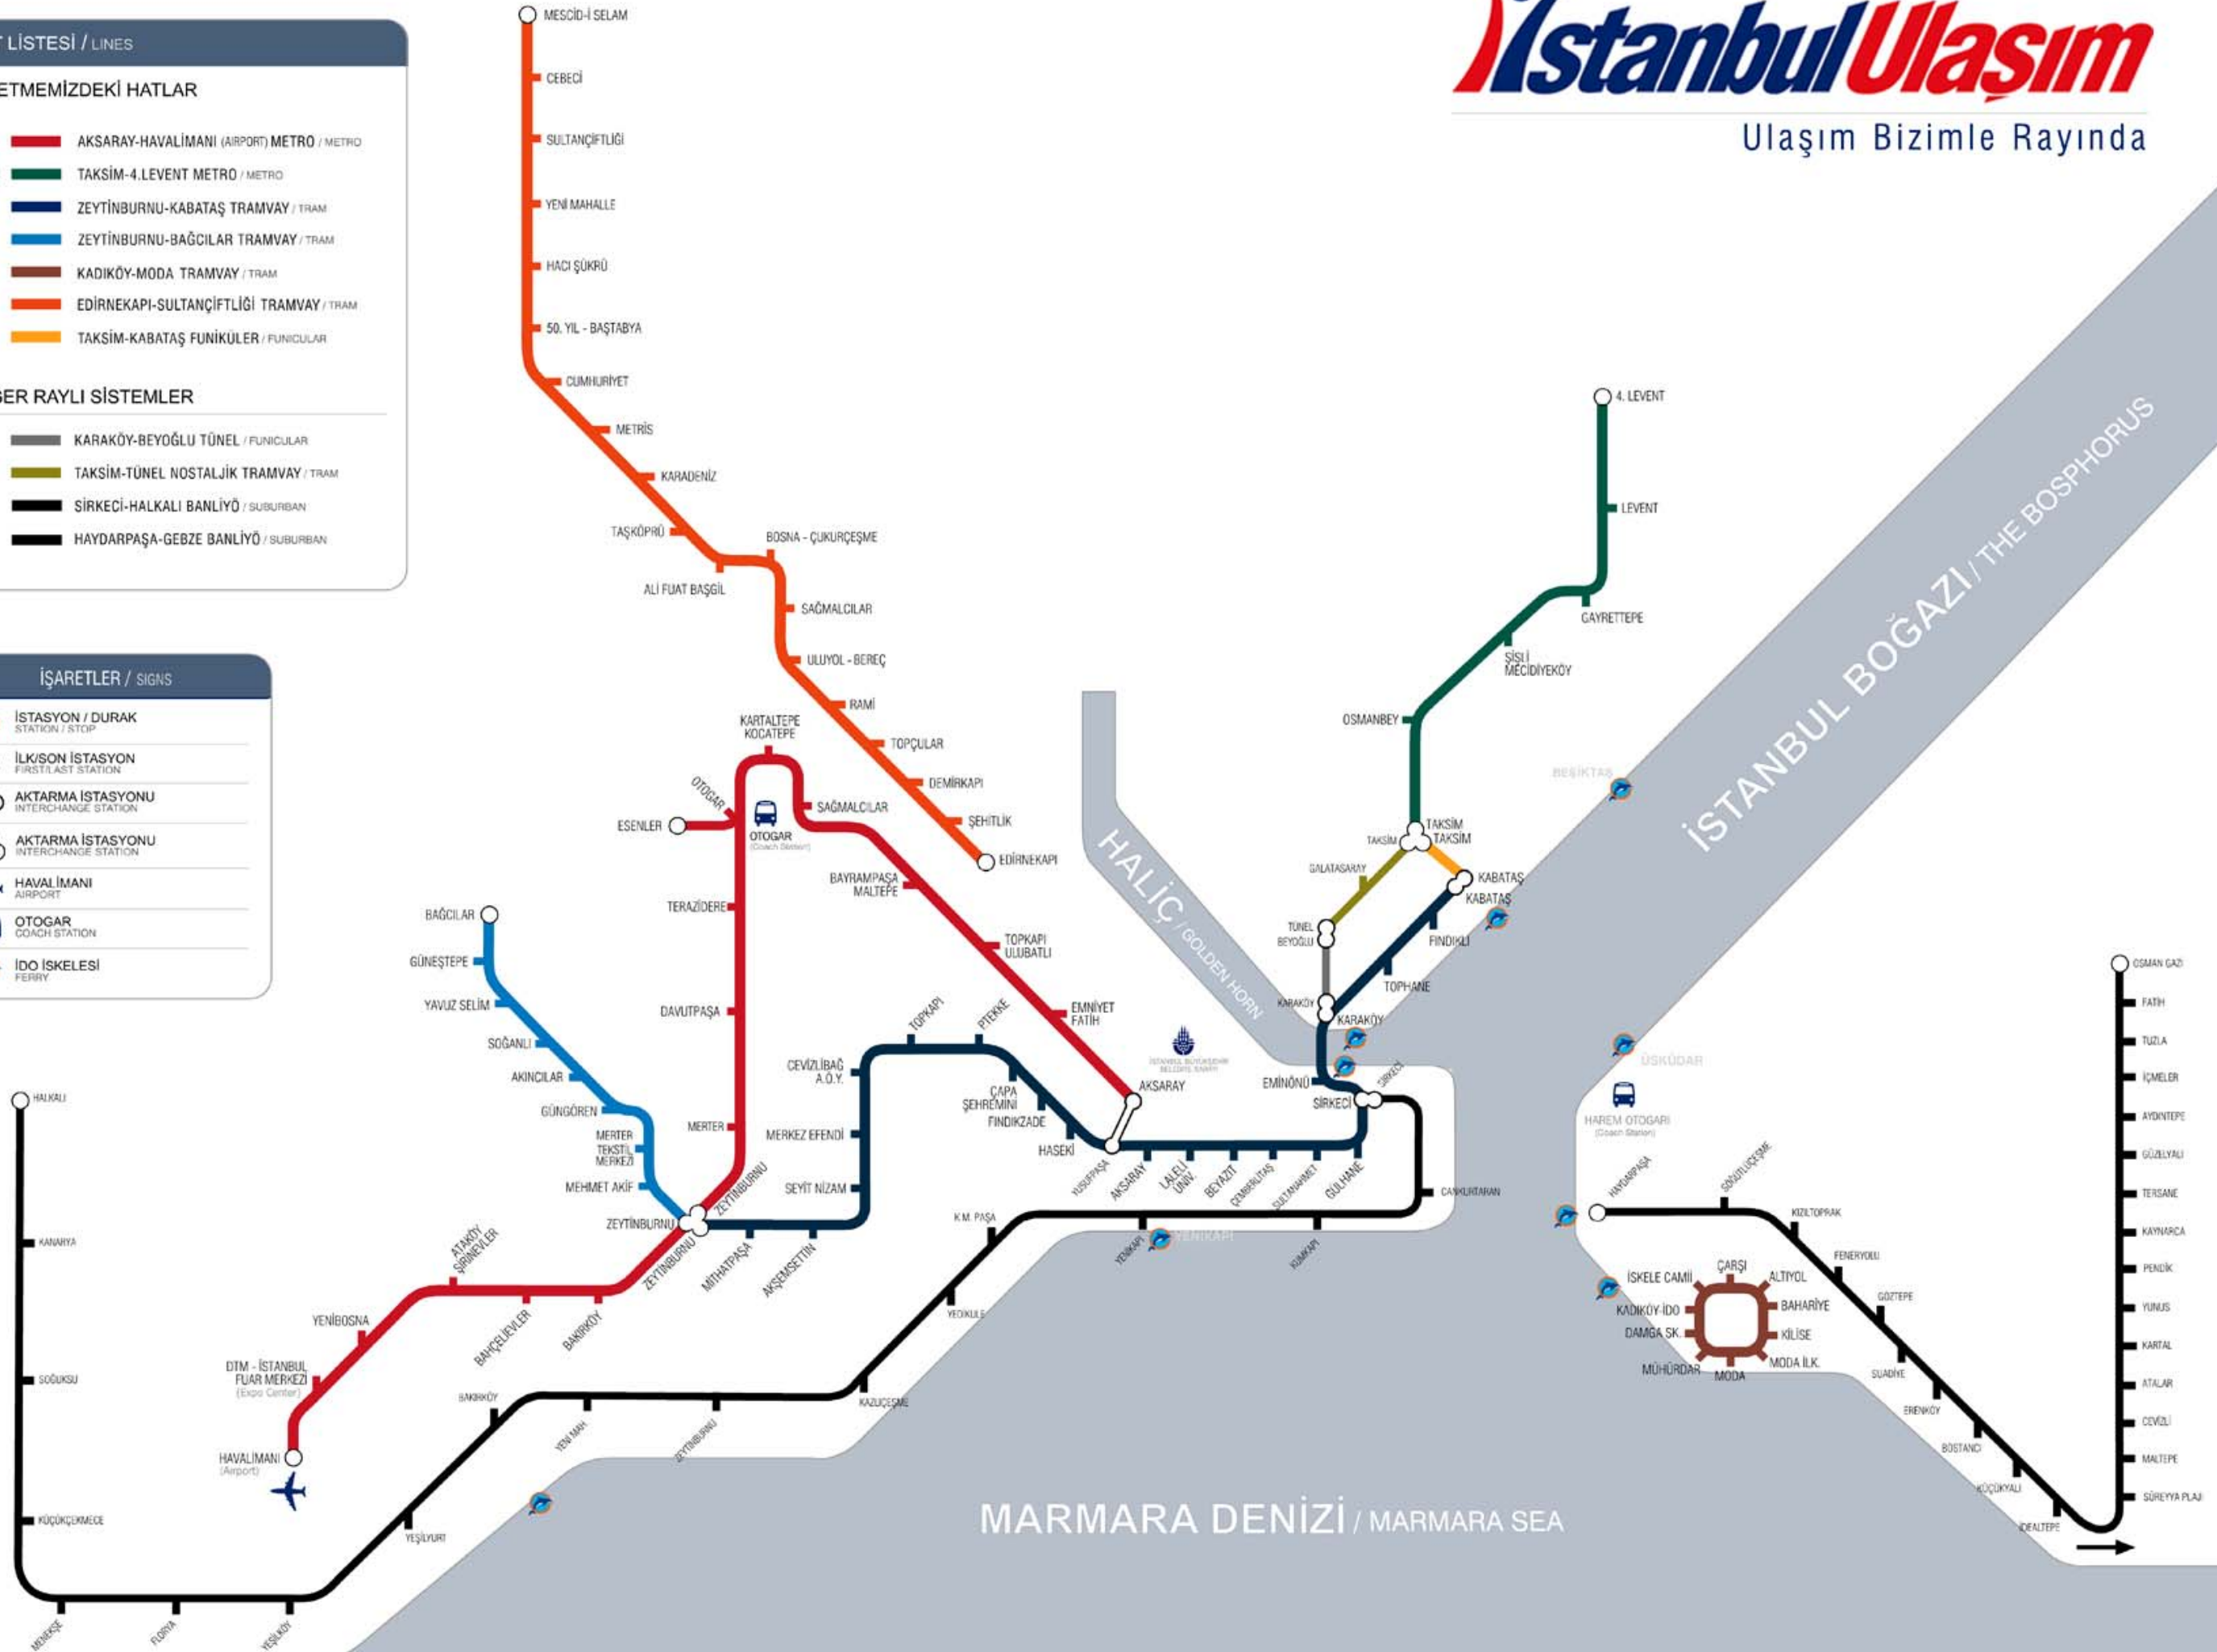 İstanbulUlaşım
Ulaşım Bizimle Rayında
LİSTESİ / LINES
ETMEMİZDEKİ HATLAR
AKSARAY-HAVALİMANI (AIRPORT) METRO / METRO
TAKSİM-4.LEVENT METRO / METRO
ZEYTİNBURNU-KABATAŞ TRAMVAY / TRAM
ZEYTİNBURNU-BAĞCILAR TRAMVAY / TRAM
KADIKÖY-MODA TRAMVAY / TRAM
EDİRNEKAPI-SULTANÇİFTLİĞİ TRAMVAY / TRAM
TAKSİM-KABATAŞ FUNİKÜLER / FUNICULAR
ĞER RAYLI SİSTEMLER
KARAKÖY-BEYOĞLU TÜNEL / FUNICULAR
TAKSİM-TÜNEL NOSTALJİK TRAMVAY / TRAM
SİRKECİ-HALKALI BANLİYÖ / SUBURBAN
HAYDARPAŞA-GEBZE BANLİYÖ / SUBURBAN
İŞARETLER / SIGNS
İSTASYON / DURAK
STATION / STOP
İLK/SON İSTASYON
FIRST/LAST STATION
AKTARMA İSTASYONU
INTERCHANGE STATION
AKTARMA İSTASYONU
INTERCHANGE STATION
HAVALİMANI
AIRPORT
OTOGAR
COACH STATION
İDO İSKELESİ
FERRY
MESCİD-İ SELAM
CEBECİ
SULTANÇİFTLİĞİ
YENİ MAHALLE
HACI ŞÜKRÜ
50. YIL - BAŞTABYA
CUMHURİYET
METRİS
KARADENİZ
TAŞKÖPRÜ
ALİ FUAT BAŞGİL
BOSNA - ÇUKURÇEŞME
SAĞMALCILAR
ULUYOL - BEREÇ
RAMİ
TOPÇULAR
DEMİRKAPI
ŞEHİTLİK
EDİRNEKAPI
4. LEVENT
LEVENT
GAYRETTEPE
ŞİŞLİ
MECİDİYEKÖY
OSMANBEY
TAKSİM
TAKSİM
TAKSİM
GALATASARAY
TÜNEL
BEYOĞLU
KABATAŞ
KABATAŞ
FINDIKLI
TOPHANE
KARAKÖY
KARAKÖY
EMİNÖNÜ
SİRKECİ
SİRKECİ
BEŞİKTAŞ
İSTANBUL BOĞAZI / THE BOSPHORUS
HALİÇ / GOLDEN HORN
KARTALTEPE
KOCATEPE
OTOGAR
ESENLER
OTOGAR
(Coach Station)
SAĞMALCILAR
BAYRAMPAŞA
MALTEPE
TOPKAPI
ULUBATLI
EMNİYET
FATİH
AKSARAY
TERAZİDERE
DAVUTPAŞA
MERTER
ZEYTİNBURNU
ZEYTİNBURNU
ZEYTİNBURNU
BAĞCILAR
GÜNEŞTEPE
YAVUZ SELİM
SOĞANLI
AKINCILAR
GÜNGÖREN
MERTER
TEKSTİL
MERKEZİ
MEHMET AKİF
MİTHATPAŞA
AKŞEMSETTİN
SEYİT NİZAM
MERKEZ EFENDİ
CEVİZLİBAĞ
A.Ö.Y.
TOPKAPI
PTEKKE
ÇAPA
ŞEHREMİNİ
FINDIKZADE
HASEKİ
YUSUFPAŞA
AKSARAY
LALELİ
ÜNİV.
BEYAZIT
ÇEMBERLİTAŞ
SULTANAHMET
GÜLHANE
İSTANBUL BÜYÜKŞEHİR
ATAKÖY
ŞİRİNEVLER
BAHÇELİEVLER
BAKIRKÖY
YENİBOSNA
DTM - İSTANBUL
FUAR MERKEZİ
(Expo Center)
HAVALİMANI
(Airport)
HALKALI
KANARYA
SOĞUKSU
KÜÇÜKÇEKMECE
MENEKŞE
FLORYA
YEŞİLKÖY
YEŞİLYURT
BAKIRKÖY
YENİ MAH.
ZEYTİNBURNU
KAZLIÇEŞME
YEDİKULE
K.M. PAŞA
YENİKAPI
YENİKAPI
KUMKAPI
CANKURTARAN
MARMARA DENİZİ / MARMARA SEA
ÜSKÜDAR
HAREM OTOGARI
(Coach Station)
HAYDARPAŞA
SÖĞÜTLÜÇEŞME
KIZILTOPRAK
FENERYOLU
GÖZTEPE
SUADİYE
ERENKÖY
BOSTANCI
KÜÇÜKYALI
İDEALTEPE
İSKELE CAMİİ
ÇARŞI
ALTIYOL
KADIKÖY-İDO
BAHARİYE
DAMGA SK.
KİLİSE
MÜHÜRDAR
MODA
MODA İLK.
OSMAN GAZİ
FATİH
TUZLA
İÇMELER
AYDINTEPE
GÜZELYALI
TERSANE
KAYNARCA
PENDİK
YUNUS
KARTAL
ATALAR
CEVİZLİ
MALTEPE
SÜREYYA PLAJI